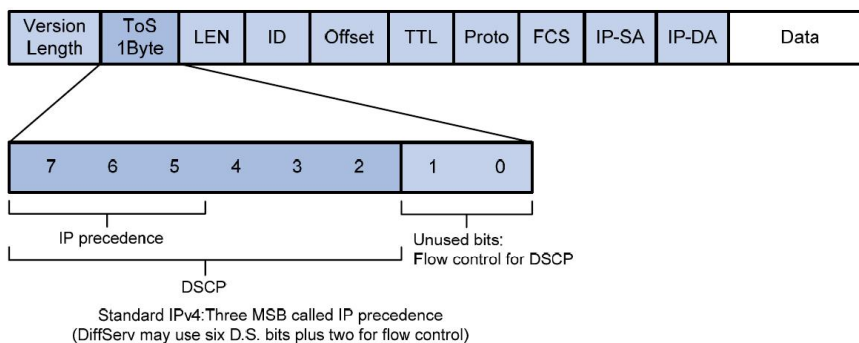 Version Length ToS 1Byte LEN ID Offset TTL Proto FCS IP-SA IP-DA Data
7 6 5 4 3 2 1 0
IP precedence
Unused bits:
Flow control for DSCP
DSCP
Standard IPv4:Three MSB called IP precedence
(DiffServ may use six D.S. bits plus two for flow control)